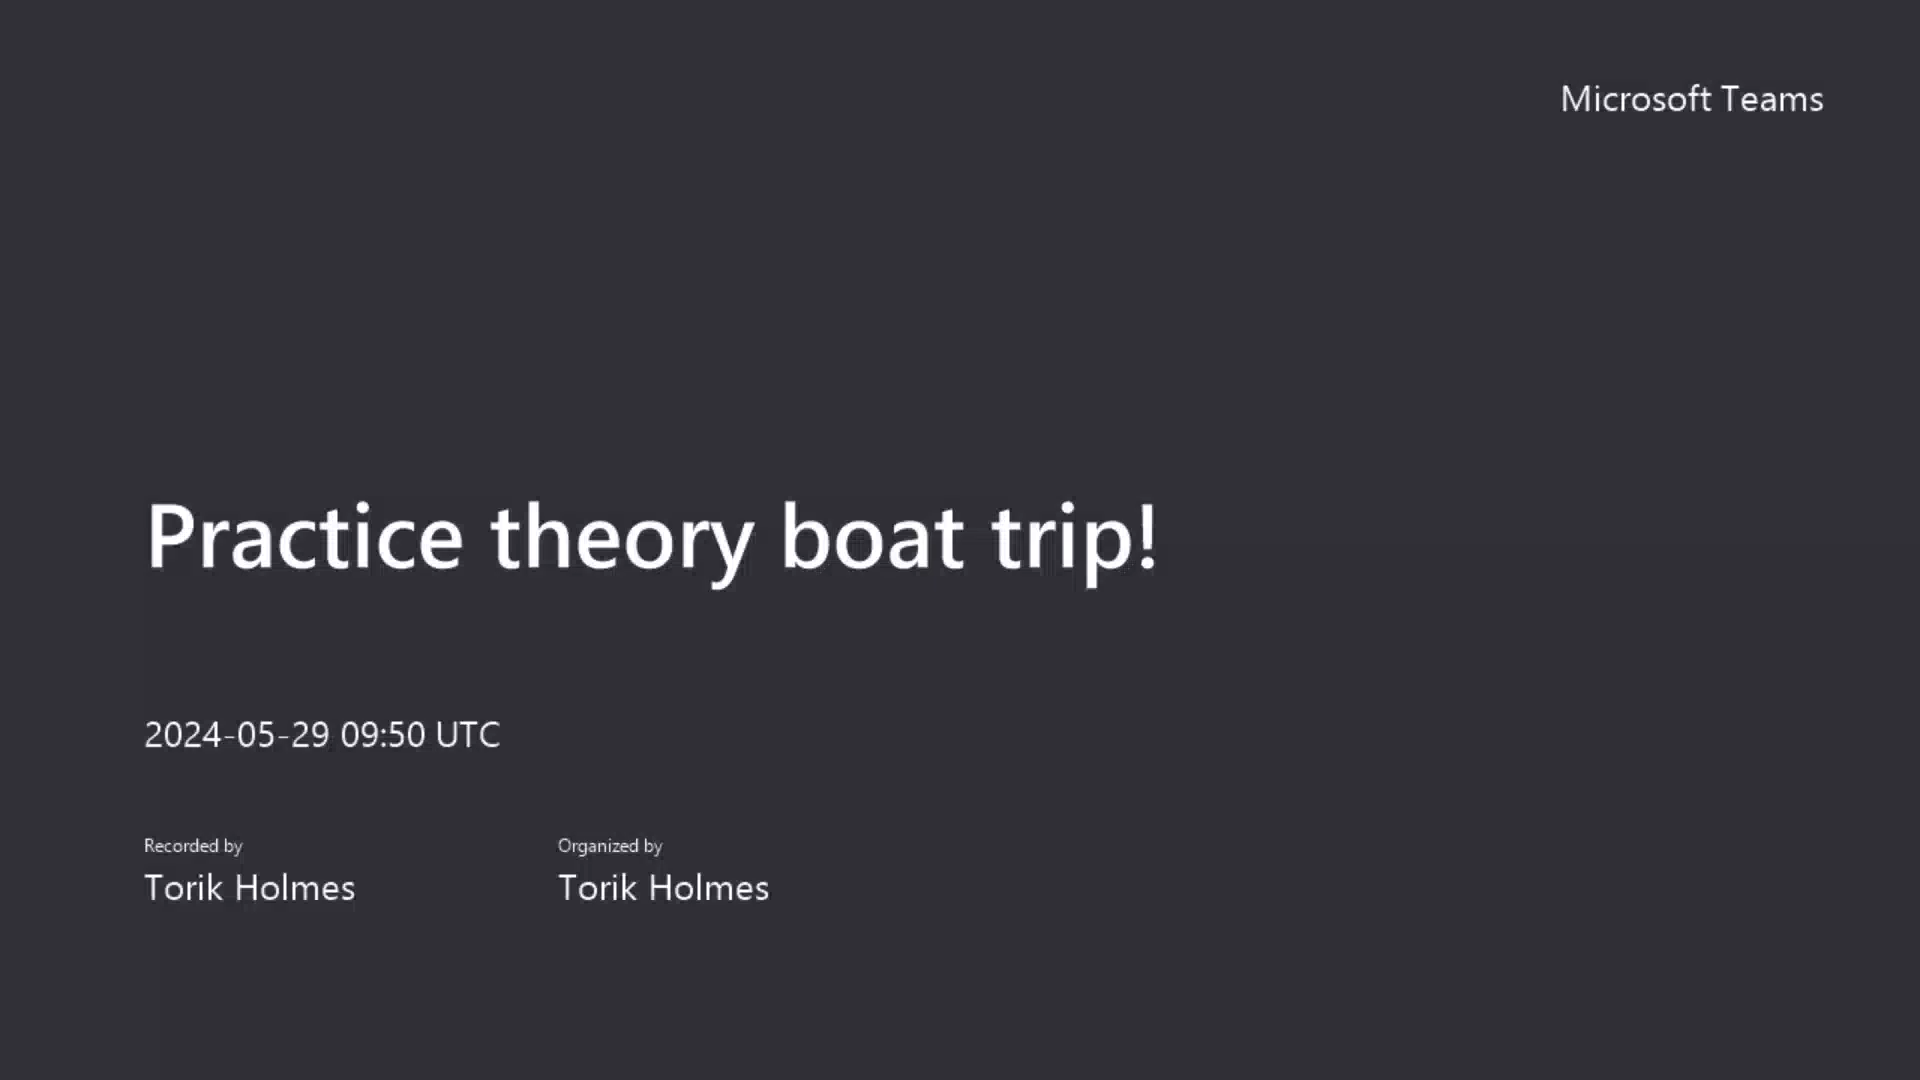 Microsoft Teams
Practice theory boat trip!
2024-05-29 09:50 UTC
Recorded by
Torik Holmes
Organized by
Torik Holmes